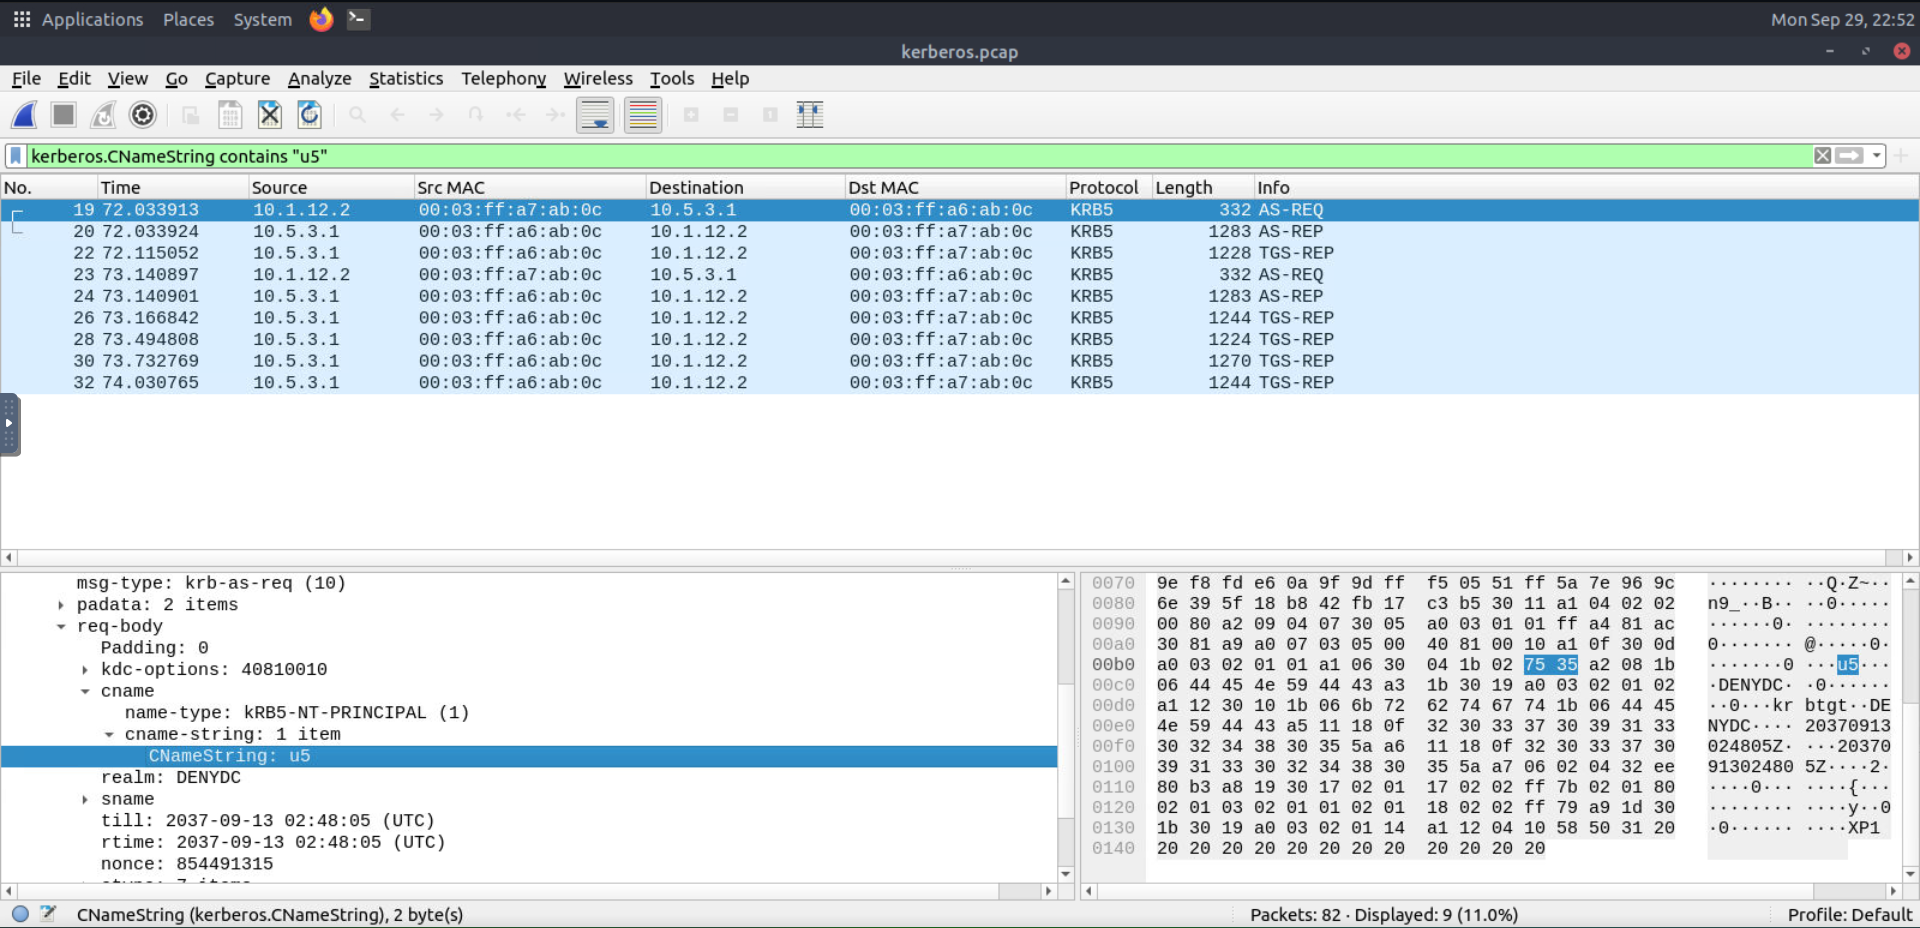 Applications Places System Mon Sep 29, 22:52
kerberos.pcap
File Edit View Go Capture Analyze Statistics Telephony Wireless Tools Help
kerberos.CNameString contains "u5"
No. Time Source Src MAC Destination Dst MAC Protocol Length Info
19 72.033913 10.1.12.2 00:03:ff:a7:ab:0c 10.5.3.1 00:03:ff:a6:ab:0c KRB5 332 AS-REQ
20 72.033924 10.5.3.1 00:03:ff:a6:ab:0c 10.1.12.2 00:03:ff:a7:ab:0c KRB5 1283 AS-REP
22 72.115052 10.5.3.1 00:03:ff:a6:ab:0c 10.1.12.2 00:03:ff:a7:ab:0c KRB5 1228 TGS-REP
23 73.140897 10.1.12.2 00:03:ff:a7:ab:0c 10.5.3.1 00:03:ff:a6:ab:0c KRB5 332 AS-REQ
24 73.140901 10.5.3.1 00:03:ff:a6:ab:0c 10.1.12.2 00:03:ff:a7:ab:0c KRB5 1283 AS-REP
26 73.166842 10.5.3.1 00:03:ff:a6:ab:0c 10.1.12.2 00:03:ff:a7:ab:0c KRB5 1244 TGS-REP
28 73.494808 10.5.3.1 00:03:ff:a6:ab:0c 10.1.12.2 00:03:ff:a7:ab:0c KRB5 1224 TGS-REP
30 73.732769 10.5.3.1 00:03:ff:a6:ab:0c 10.1.12.2 00:03:ff:a7:ab:0c KRB5 1270 TGS-REP
32 74.030765 10.5.3.1 00:03:ff:a6:ab:0c 10.1.12.2 00:03:ff:a7:ab:0c KRB5 1244 TGS-REP
msg-type: krb-as-req (10)
padata: 2 items
req-body
Padding: 0
kdc-options: 40810010
cname
name-type: kRB5-NT-PRINCIPAL (1)
cname-string: 1 item
CNameString: u5
realm: DENYDC
sname
till: 2037-09-13 02:48:05 (UTC)
rtime: 2037-09-13 02:48:05 (UTC)
nonce: 854491315
0070 9e f8 fd e6 0a 9f 9d ff f5 05 51 ff 5a 7e 96 9c ········ ··Q·Z~··
0080 6e 39 5f 18 b8 42 fb 17 c3 b5 30 11 a1 04 02 02 n9_··B·· ··0·····
0090 00 80 a2 09 04 07 30 05 a0 03 01 01 ff a4 81 ac ······0· ········
00a0 30 81 a9 a0 07 03 05 00 40 81 00 10 a1 0f 30 0d 0······· @·····0·
00b0 a0 03 02 01 01 a1 06 30 04 1b 02 75 35 a2 08 1b ·······0 ···u5···
00c0 06 44 45 4e 59 44 43 a3 1b 30 19 a0 03 02 01 02 ·DENYDC· ·0······
00d0 a1 12 30 10 1b 06 6b 72 62 74 67 74 1b 06 44 45 ··0···kr btgt··DE
00e0 4e 59 44 43 a5 11 18 0f 32 30 33 37 30 39 31 33 NYDC···· 20370913
00f0 30 32 34 38 30 35 5a a6 11 18 0f 32 30 33 37 30 024805Z· ···20370
0100 39 31 33 30 32 34 38 30 35 5a a7 06 02 04 32 ee 91302480 5Z····2·
0110 80 b3 a8 19 30 17 02 01 17 02 02 ff 7b 02 01 80 ····0··· ····{···
0120 02 01 03 02 01 01 02 01 18 02 02 ff 79 a9 1d 30 ········ ····y··0
0130 1b 30 19 a0 03 02 01 14 a1 12 04 10 58 50 31 20 ·0······ ····XP1
0140 20 20 20 20 20 20 20 20 20 20 20 20
CNameString (kerberos.CNameString), 2 byte(s) Packets: 82 · Displayed: 9 (11.0%) Profile: Default